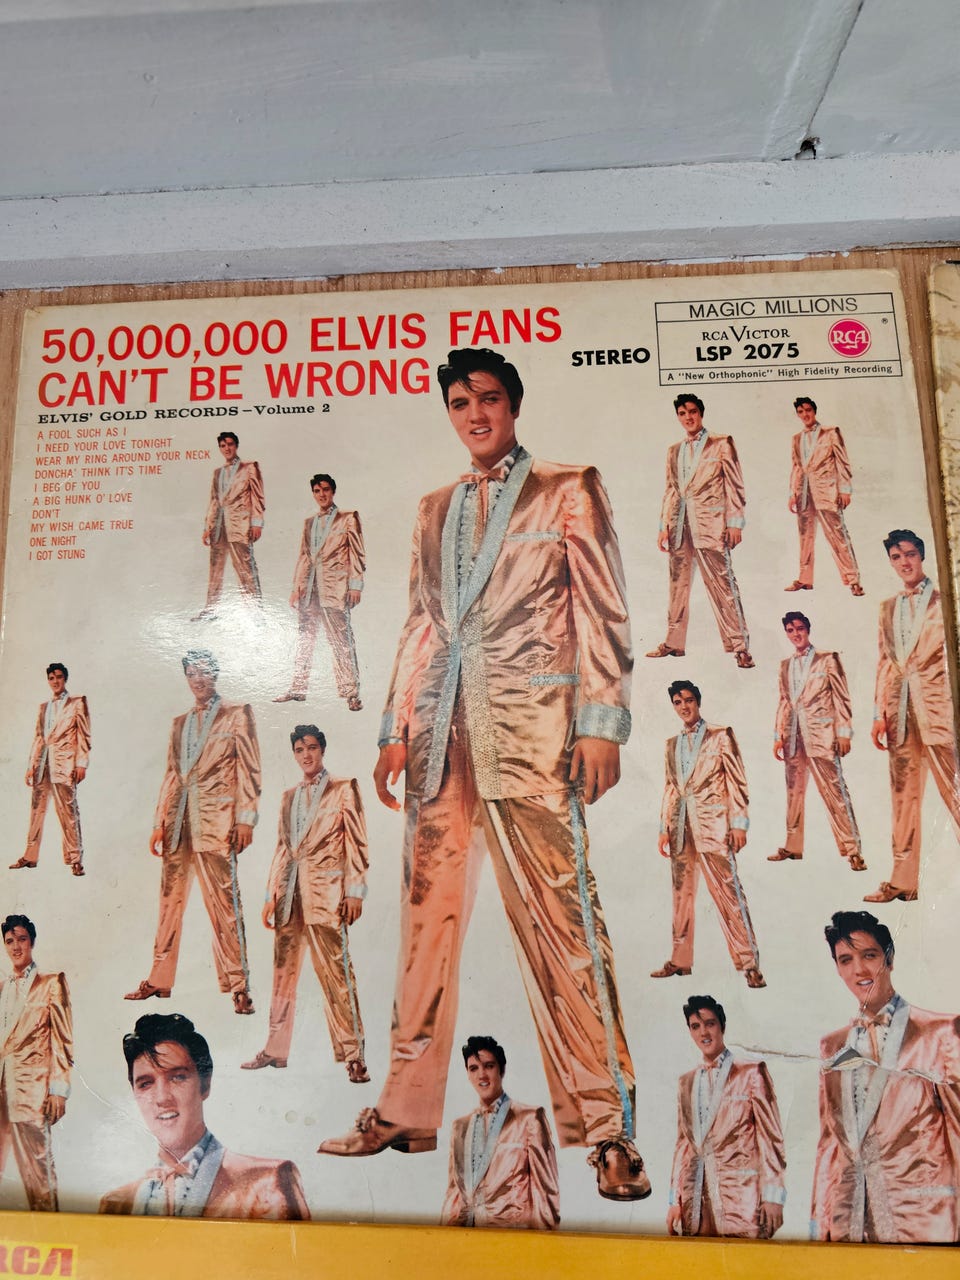 50,000,000 ELVIS FANS
CAN'T BE WRONG
ELVIS' GOLD RECORDS—Volume 2
A FOOL SUCH AS I
I NEED YOUR LOVE TONIGHT
WEAR MY RING AROUND YOUR NECK
DONCHA' THINK IT'S TIME
I BEG OF YOU
A BIG HUNK O' LOVE
DON'T
MY WISH CAME TRUE
ONE NIGHT
I GOT STUNG
STEREO
MAGIC MILLIONS
RCA VICTOR
LSP 2075
RCA ®
A "New Orthophonic" High Fidelity Recording
RCA